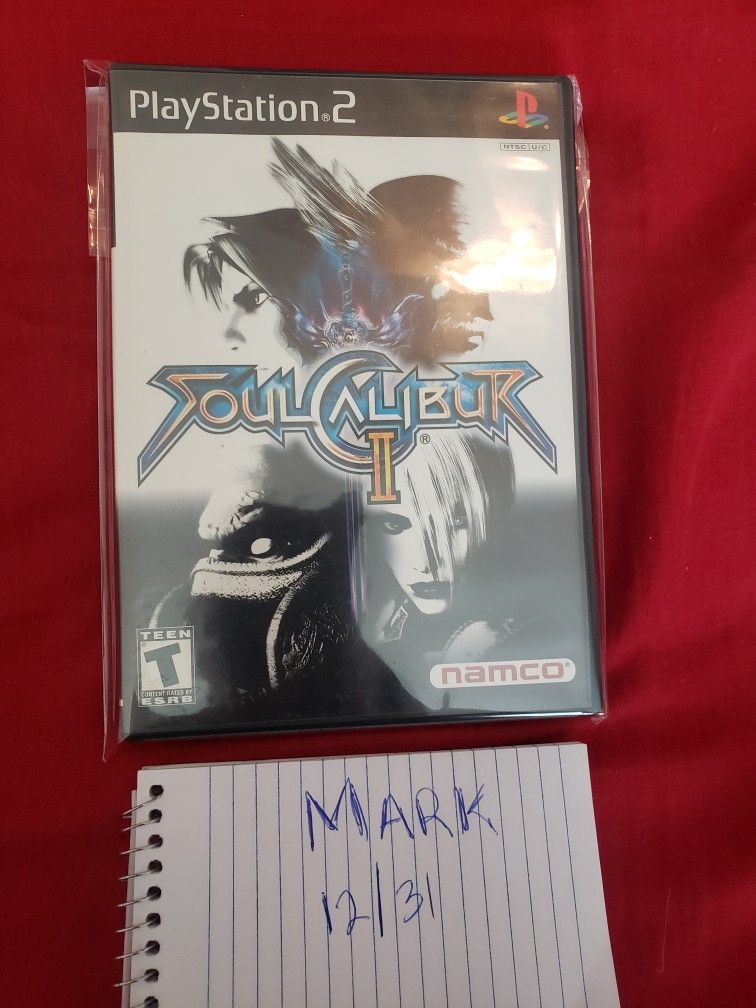 PlayStation®2
NTSC U/C
SOULCALIBUR
II®
TEEN
T
CONTENT RATED BY
ESRB
namco®
MARK
12/31